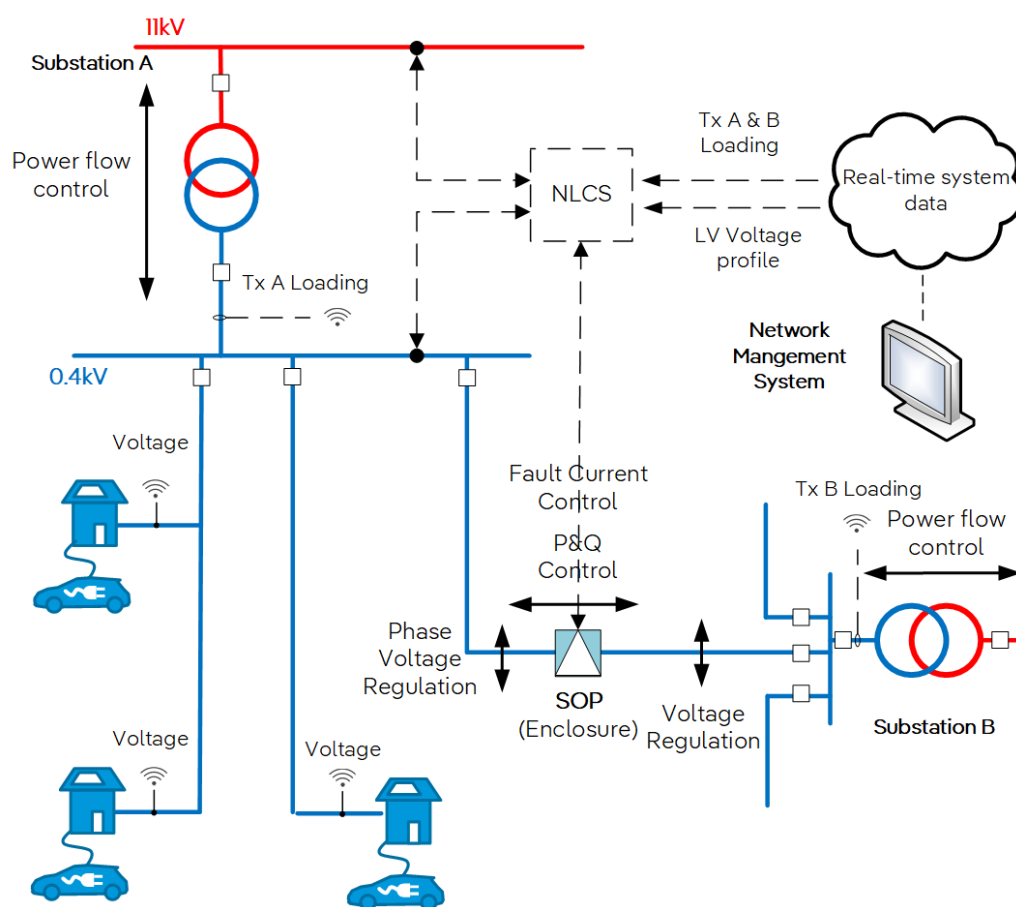 11kV
Substation A
Power flow
control
Tx A Loading
0.4kV
NLCS
Tx A & B
Loading
LV Voltage
profile
Real-time system
data
Network
Mangement
System
Voltage
Voltage
Voltage
Fault Current
Control
P&Q
Control
Phase
Voltage
Regulation
SOP
(Enclosure)
Voltage
Regulation
Tx B Loading
Power flow
control
Substation B